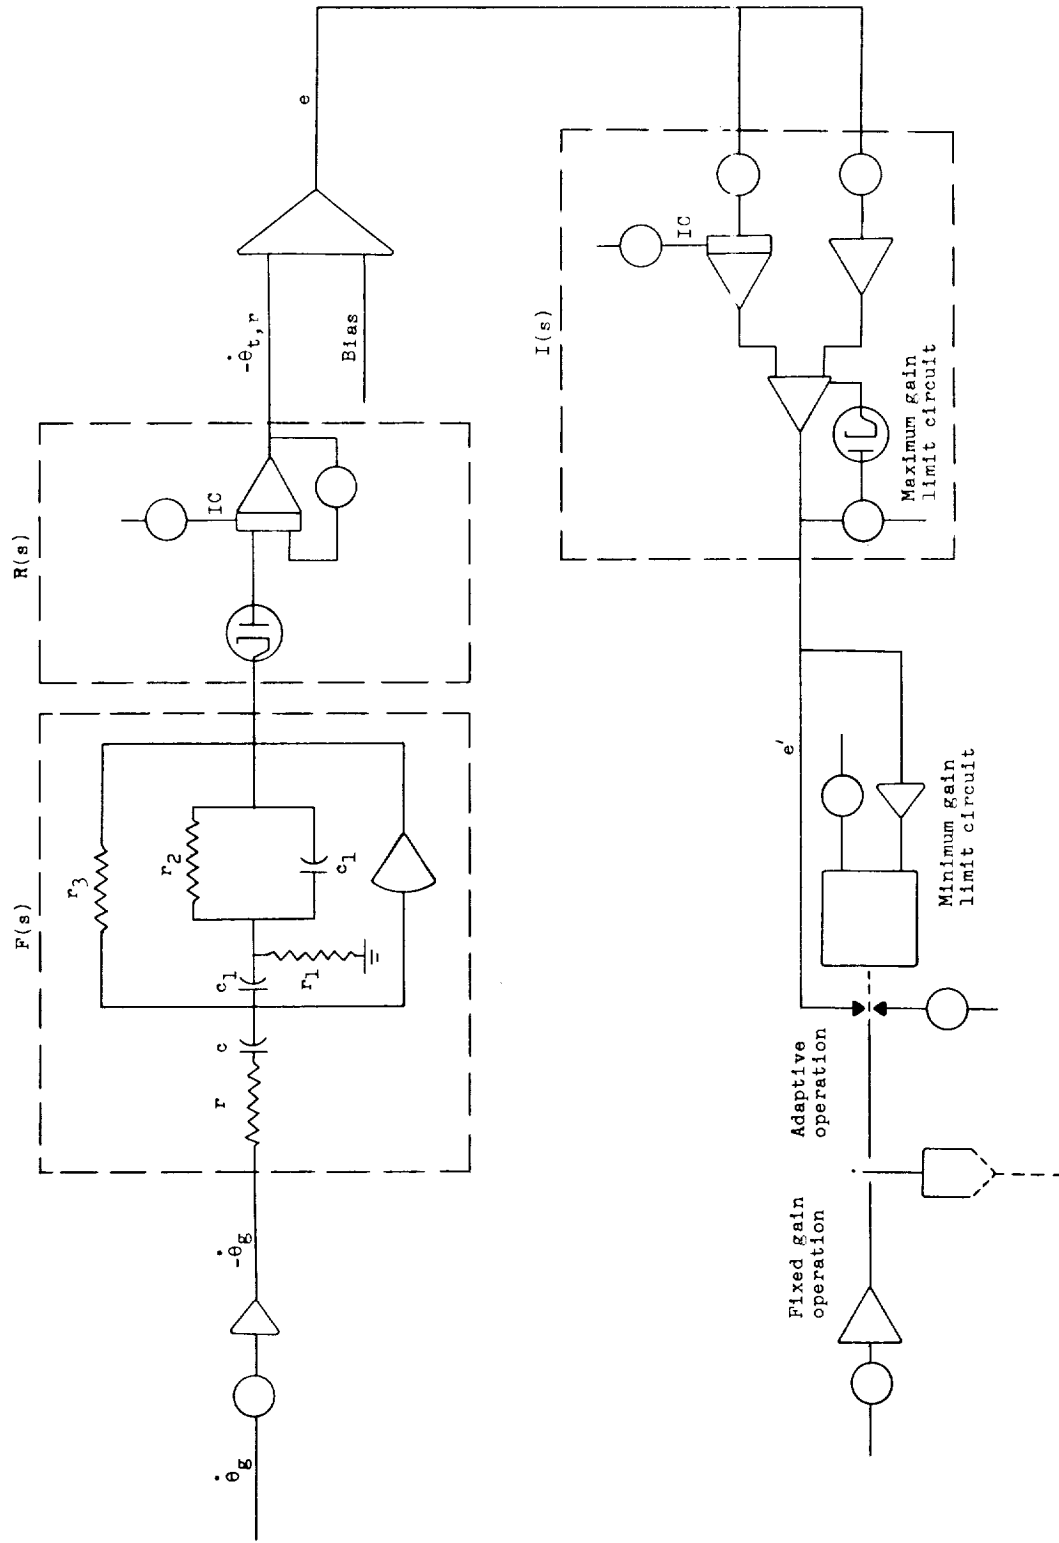 F(s)
R(s)
θ̇g
-θ̇g
r
c
c1
r1
r2
c1
r3
IC
-θ̇t,r
Bias
e
I(s)
IC
Maximum gain
limit circuit
e'
Minimum gain
limit circuit
Adaptive
operation
Fixed gain
operation